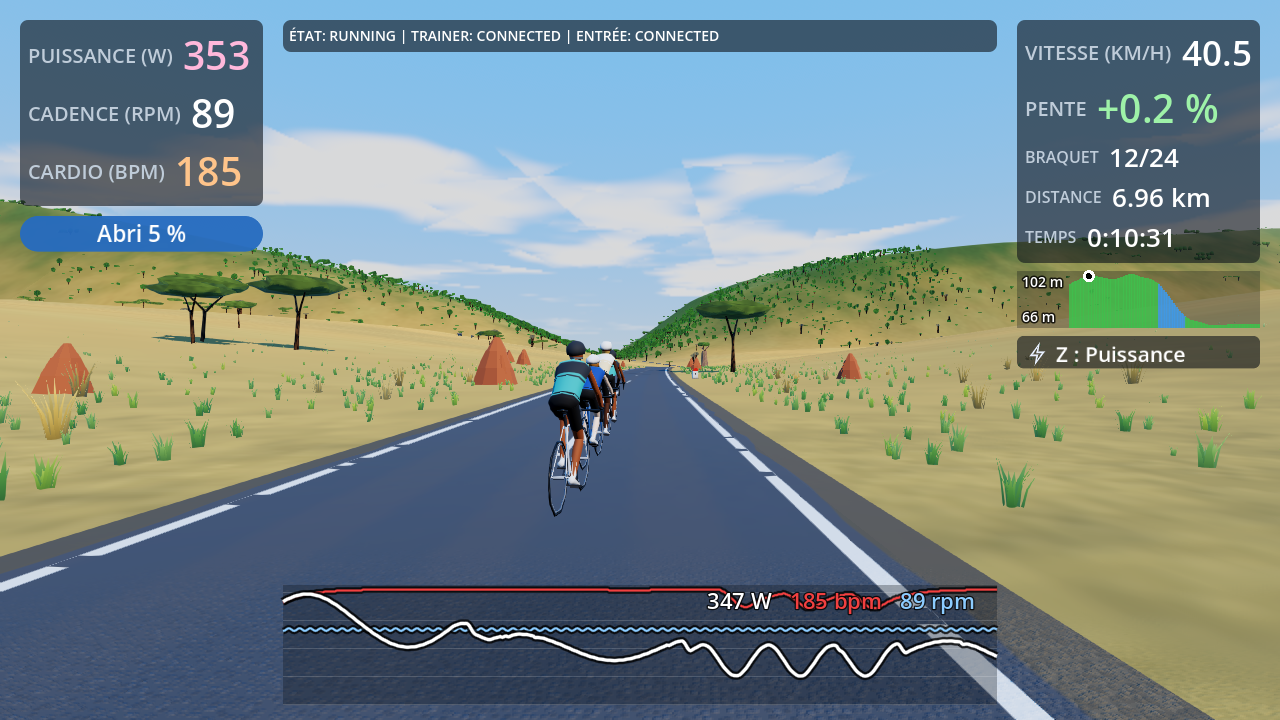 PUISSANCE (W) 353
CADENCE (RPM) 89
CARDIO (BPM) 185
Abri 5 %
ÉTAT: RUNNING | TRAINER: CONNECTED | ENTRÉE: CONNECTED
VITESSE (KM/H) 40.5
PENTE +0.2 %
BRAQUET 12/24
DISTANCE 6.96 km
TEMPS 0:10:31
102 m
66 m
Z : Puissance
347 W 185 bpm 89 rpm